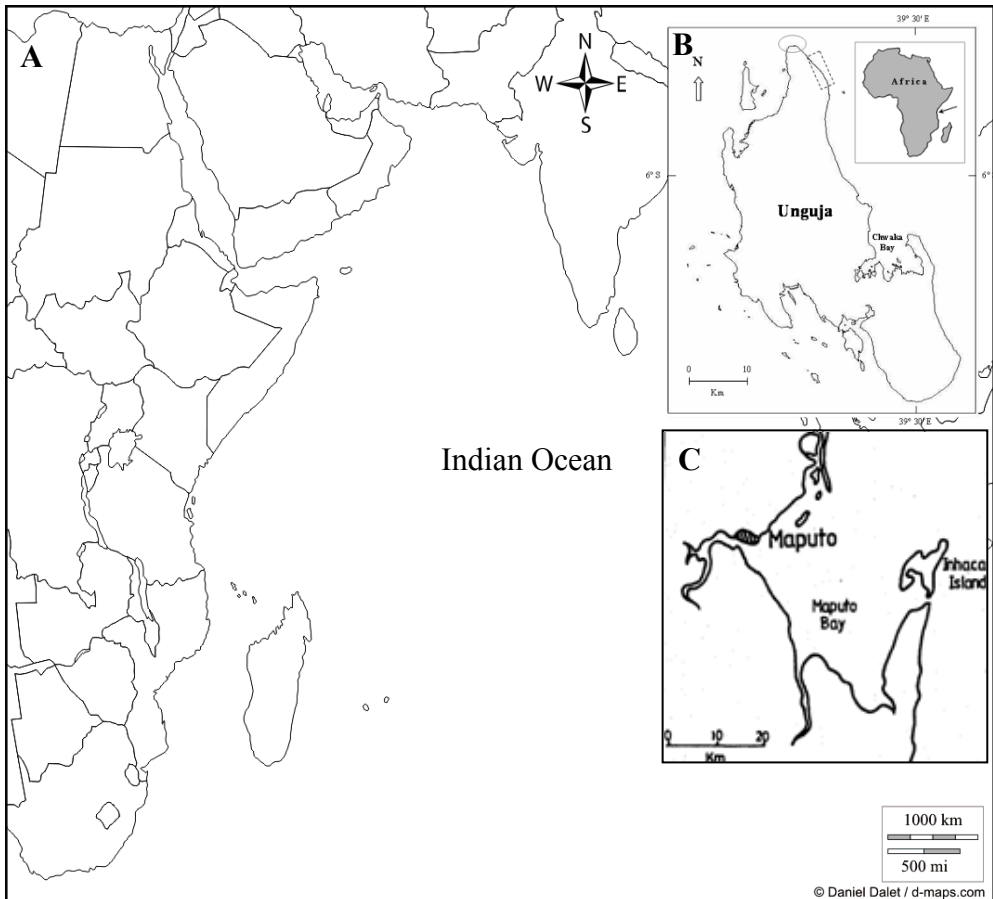 A
N
W E
S
Indian Ocean
B
39° 30' E
N
Africa
6° S
6°
Unguja
Chwaka
Bay
0 10
Km
39° 30' E
C
Maputo
Inhaca
Island
Maputo
Bay
0 10 20
Km
1000 km
500 mi
© Daniel Dalet / d-maps.com